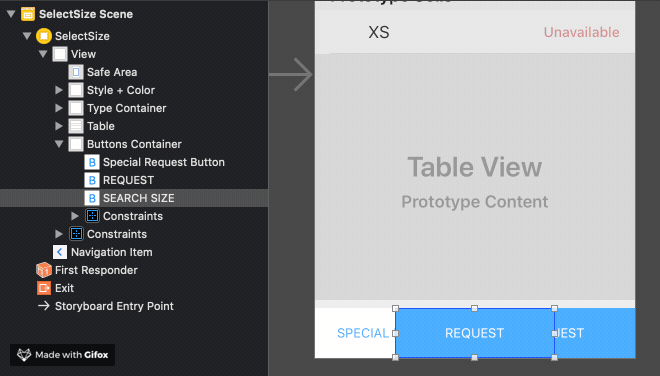 SelectSize Scene
SelectSize
View
Safe Area
Style + Color
Type Container
Table
Buttons Container
Special Request Button
REQUEST
SEARCH SIZE
Constraints
Constraints
Navigation Item
First Responder
Exit
Storyboard Entry Point
Made with Gifox
XS
Unavailable
Table View
Prototype Content
SPECIAL
REQUEST